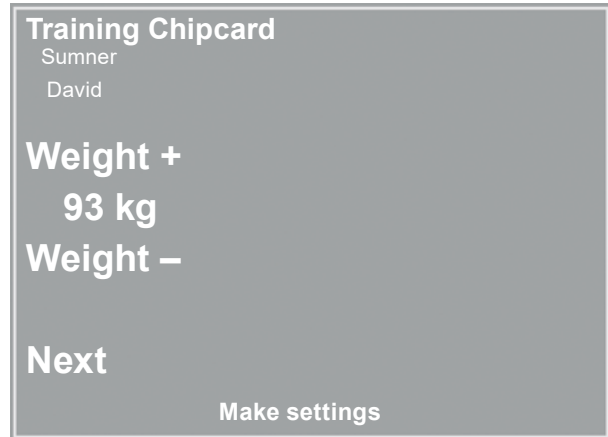 Training Chipcard
Sumner
David
Weight +
93 kg
Weight –
Next
Make settings